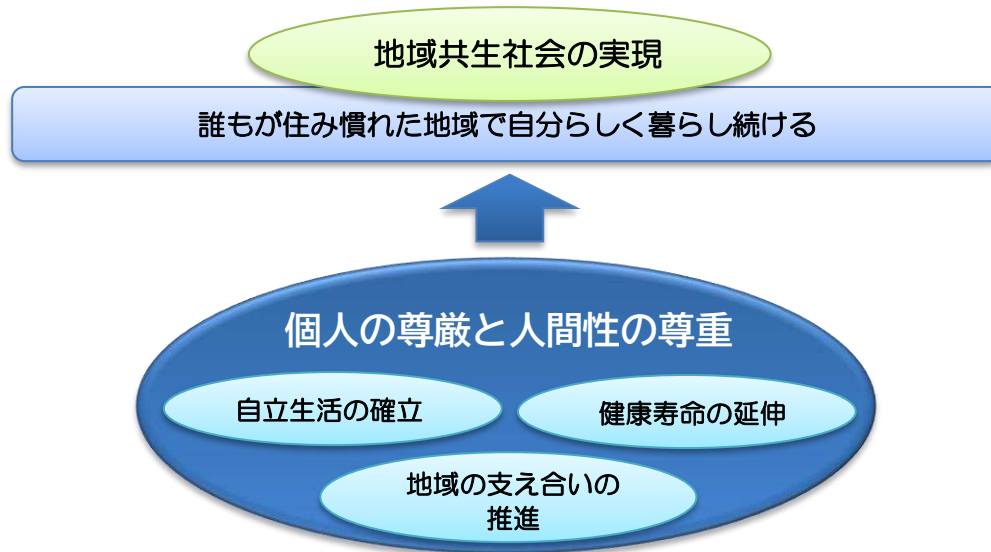 地域共生社会の実現
誰もが住み慣れた地域で自分らしく暮らし続ける
個人の尊厳と人間性の尊重
自立生活の確立
健康寿命の延伸
地域の支え合いの
推進